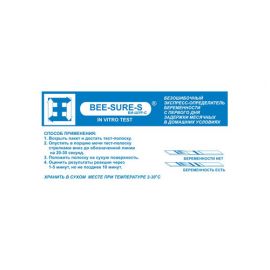 BEE-SURE-S ®
БИ-ШУР-С
IN VITRO TEST
БЕЗОШИБОЧНЫЙ
ЭКСПРЕСС-ОПРЕДЕЛИТЕЛЬ
БЕРЕМЕННОСТИ
С ПЕРВОГО ДНЯ
ЗАДЕРЖКИ МЕСЯЧНЫХ
В ДОМАШНИХ УСЛОВИЯХ
СПОСОБ ПРИМЕНЕНИЯ:
1. Вскрыть пакет и достать тест-полоску.
2. Опустить в порцию мочи тест-полоску
стрелками вниз до обозначенной линии
на 20-30 секунд.
3. Положить полоску на сухую поверхность.
4. Оценить результаты реакции через
1-5 минут, но не позднее 10 минут.
БЕРЕМЕННОСТИ НЕТ
БЕРЕМЕННОСТЬ ЕСТЬ
ХРАНИТЬ В СУХОМ МЕСТЕ ПРИ ТЕМПЕРАТУРЕ 2-30°C